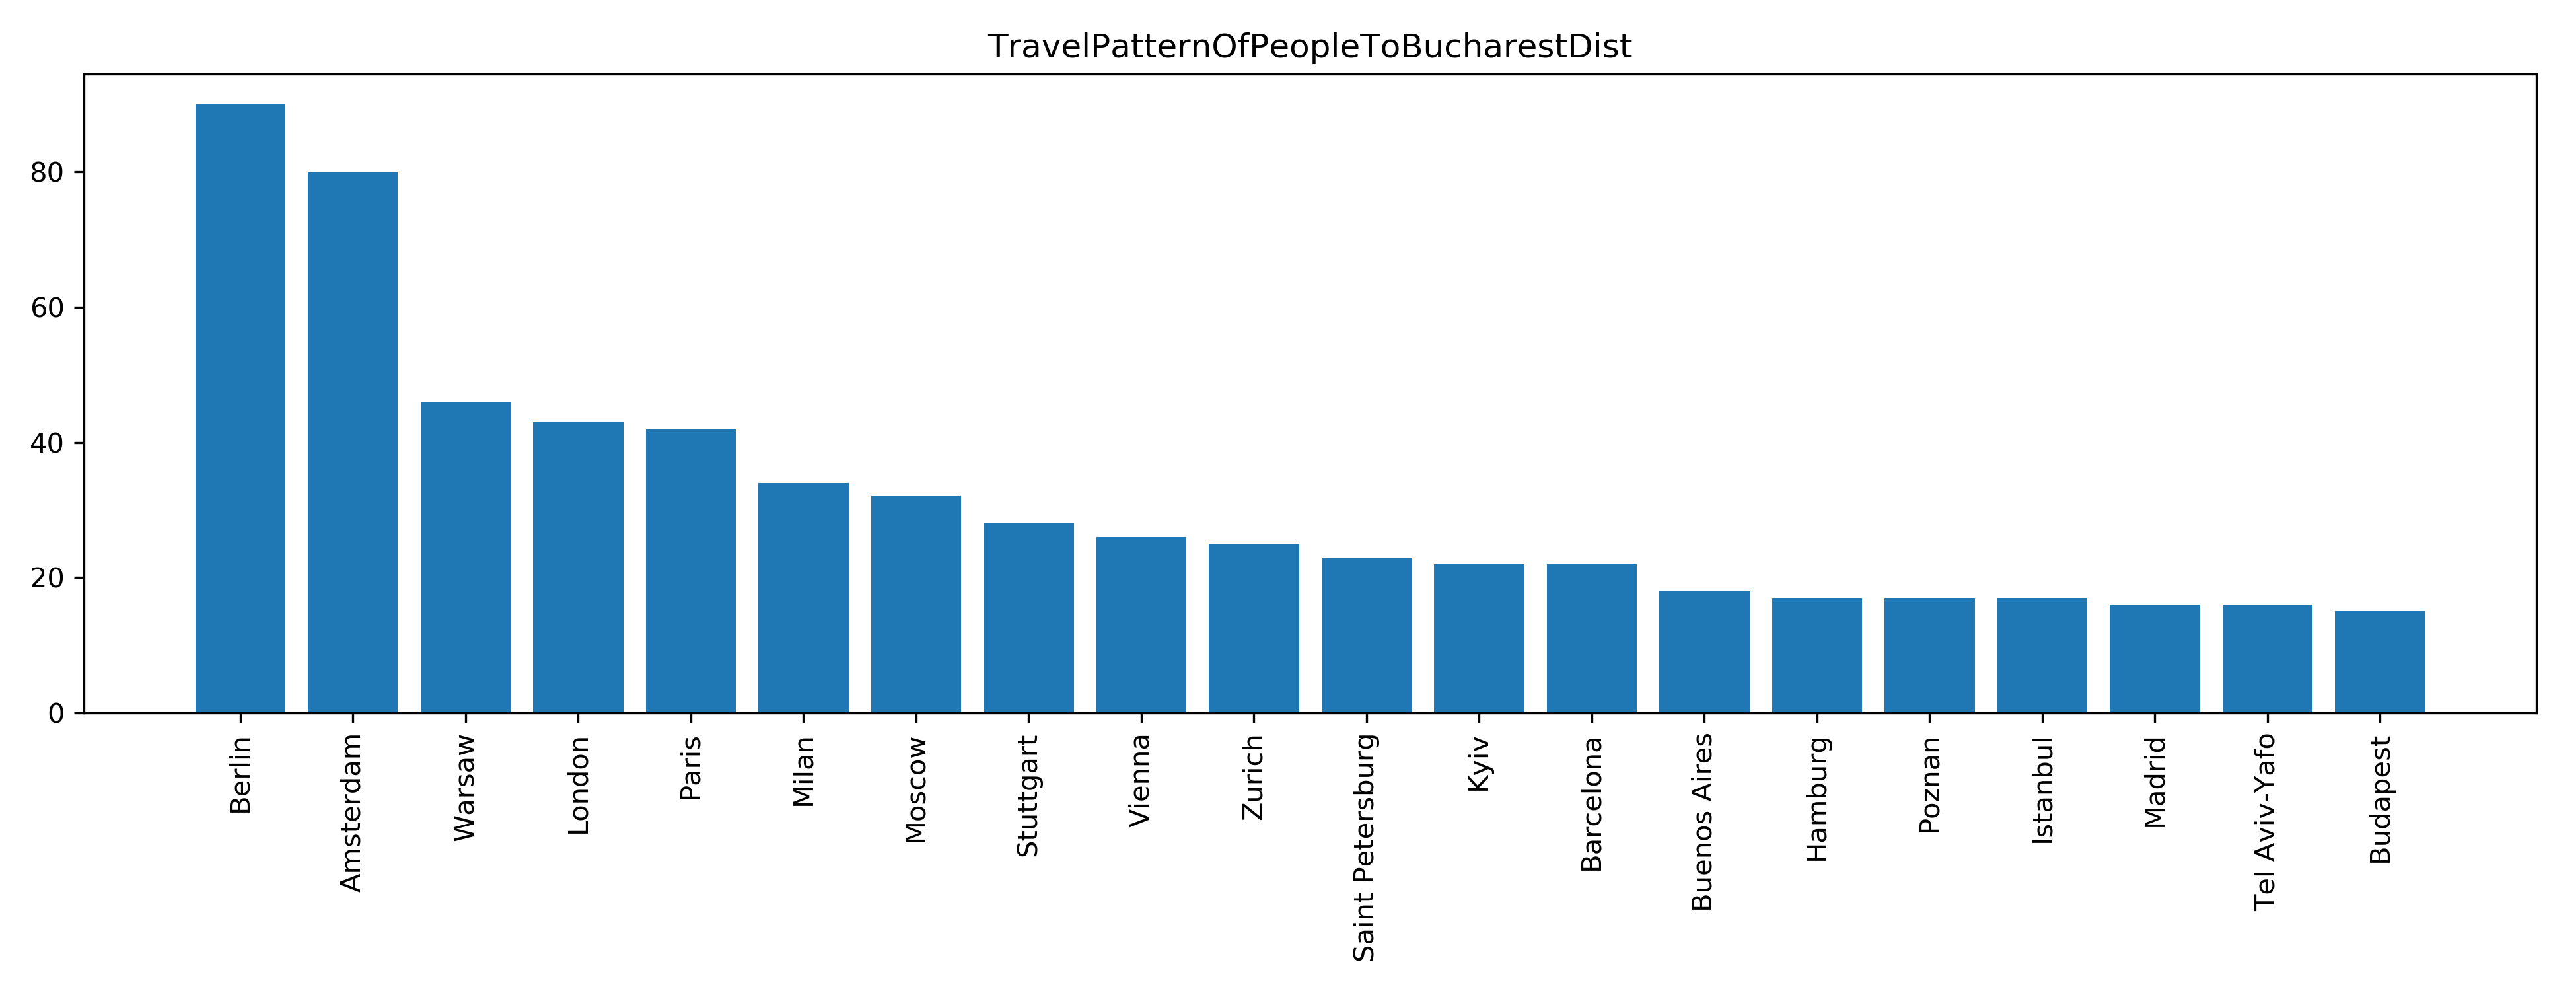 TravelPatternOfPeopleToBucharestDist
80
60
40
20
0
Berlin
Amsterdam
Warsaw
London
Paris
Milan
Moscow
Stuttgart
Vienna
Zurich
Saint Petersburg
Kyiv
Barcelona
Buenos Aires
Hamburg
Poznan
Istanbul
Madrid
Tel Aviv-Yafo
Budapest